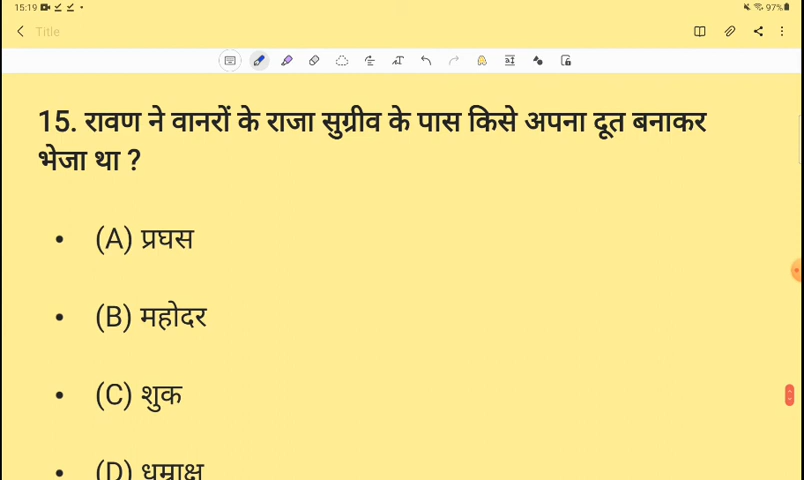 15:19
97%
Title
15. रावण ने वानरों के राजा सुग्रीव के पास किसे अपना दूत बनाकर
भेजा था ?
• (A) प्रघस
• (B) महोदर
• (C) शुक
• (D) धूम्राक्ष